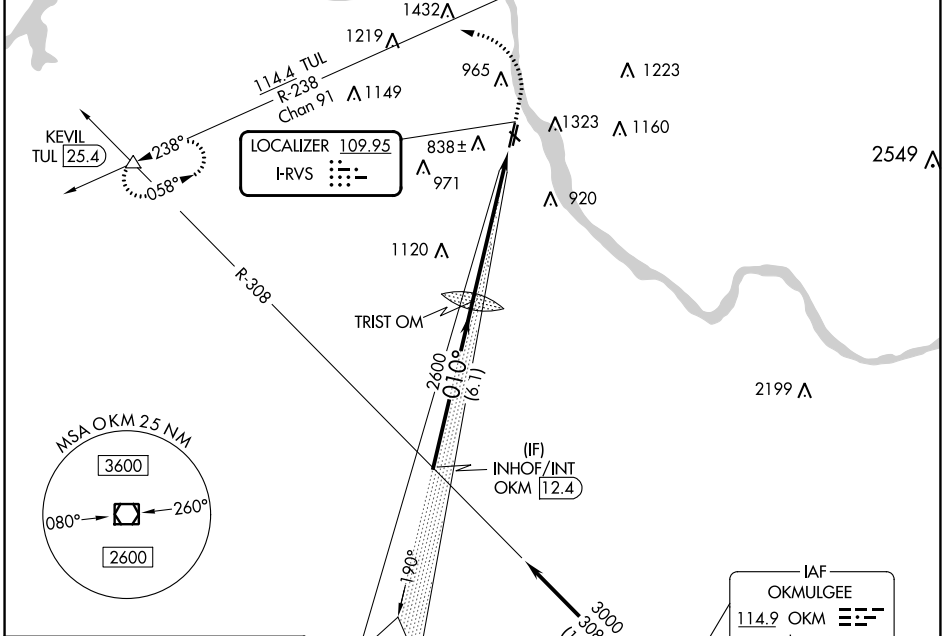 1432
1219
114.4 TUL
R-238
Chan 91
1149
965
1223
KEVIL
TUL 25.4
238°
058°
LOCALIZER 109.95
I-RVS
838±
971
1323
1160
2549
920
1120
R-308
TRIST OM
2600
010°
(6.1)
2199
MSA OKM 25 NM
3600
080°
260°
2600
(IF)
INHOF/INT
OKM 12.4
190°
3000
308
IAF
OKMULGEE
114.9 OKM